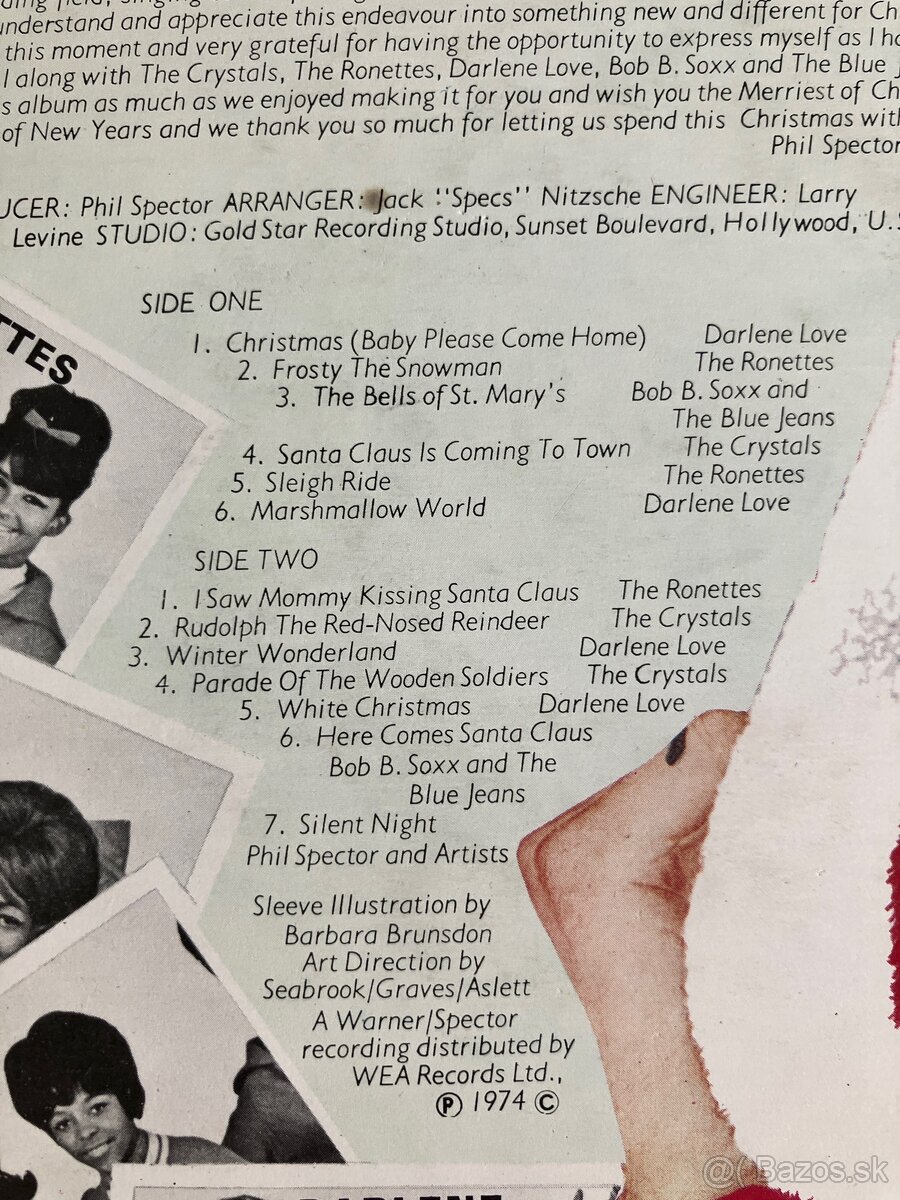 understand and appreciate this endeavour into something new and different for Ch
this moment and very grateful for having the opportunity to express myself as I ha
I along with The Crystals, The Ronettes, Darlene Love, Bob B. Soxx and The Blue J
s album as much as we enjoyed making it for you and wish you the Merriest of Ch
of New Years and we thank you so much for letting us spend this Christmas with
Phil Spector
UCER: Phil Spector ARRANGER: Jack "Specs" Nitzsche ENGINEER: Larry
Levine STUDIO: Gold Star Recording Studio, Sunset Boulevard, Hollywood, U.S
TTES
SIDE ONE
1. Christmas (Baby Please Come Home) Darlene Love
2. Frosty The Snowman The Ronettes
3. The Bells of St. Mary's Bob B. Soxx and
The Blue Jeans
4. Santa Claus Is Coming To Town The Crystals
5. Sleigh Ride The Ronettes
6. Marshmallow World Darlene Love
SIDE TWO
1. I Saw Mommy Kissing Santa Claus The Ronettes
2. Rudolph The Red-Nosed Reindeer The Crystals
3. Winter Wonderland Darlene Love
4. Parade Of The Wooden Soldiers The Crystals
5. White Christmas Darlene Love
6. Here Comes Santa Claus
Bob B. Soxx and The
Blue Jeans
7. Silent Night
Phil Spector and Artists
Sleeve Illustration by
Barbara Brunsdon
Art Direction by
Seabrook/Graves/Aslett
A Warner/Spector
recording distributed by
WEA Records Ltd.,
℗ 1974 ©
DARLENE
Bazos.sk